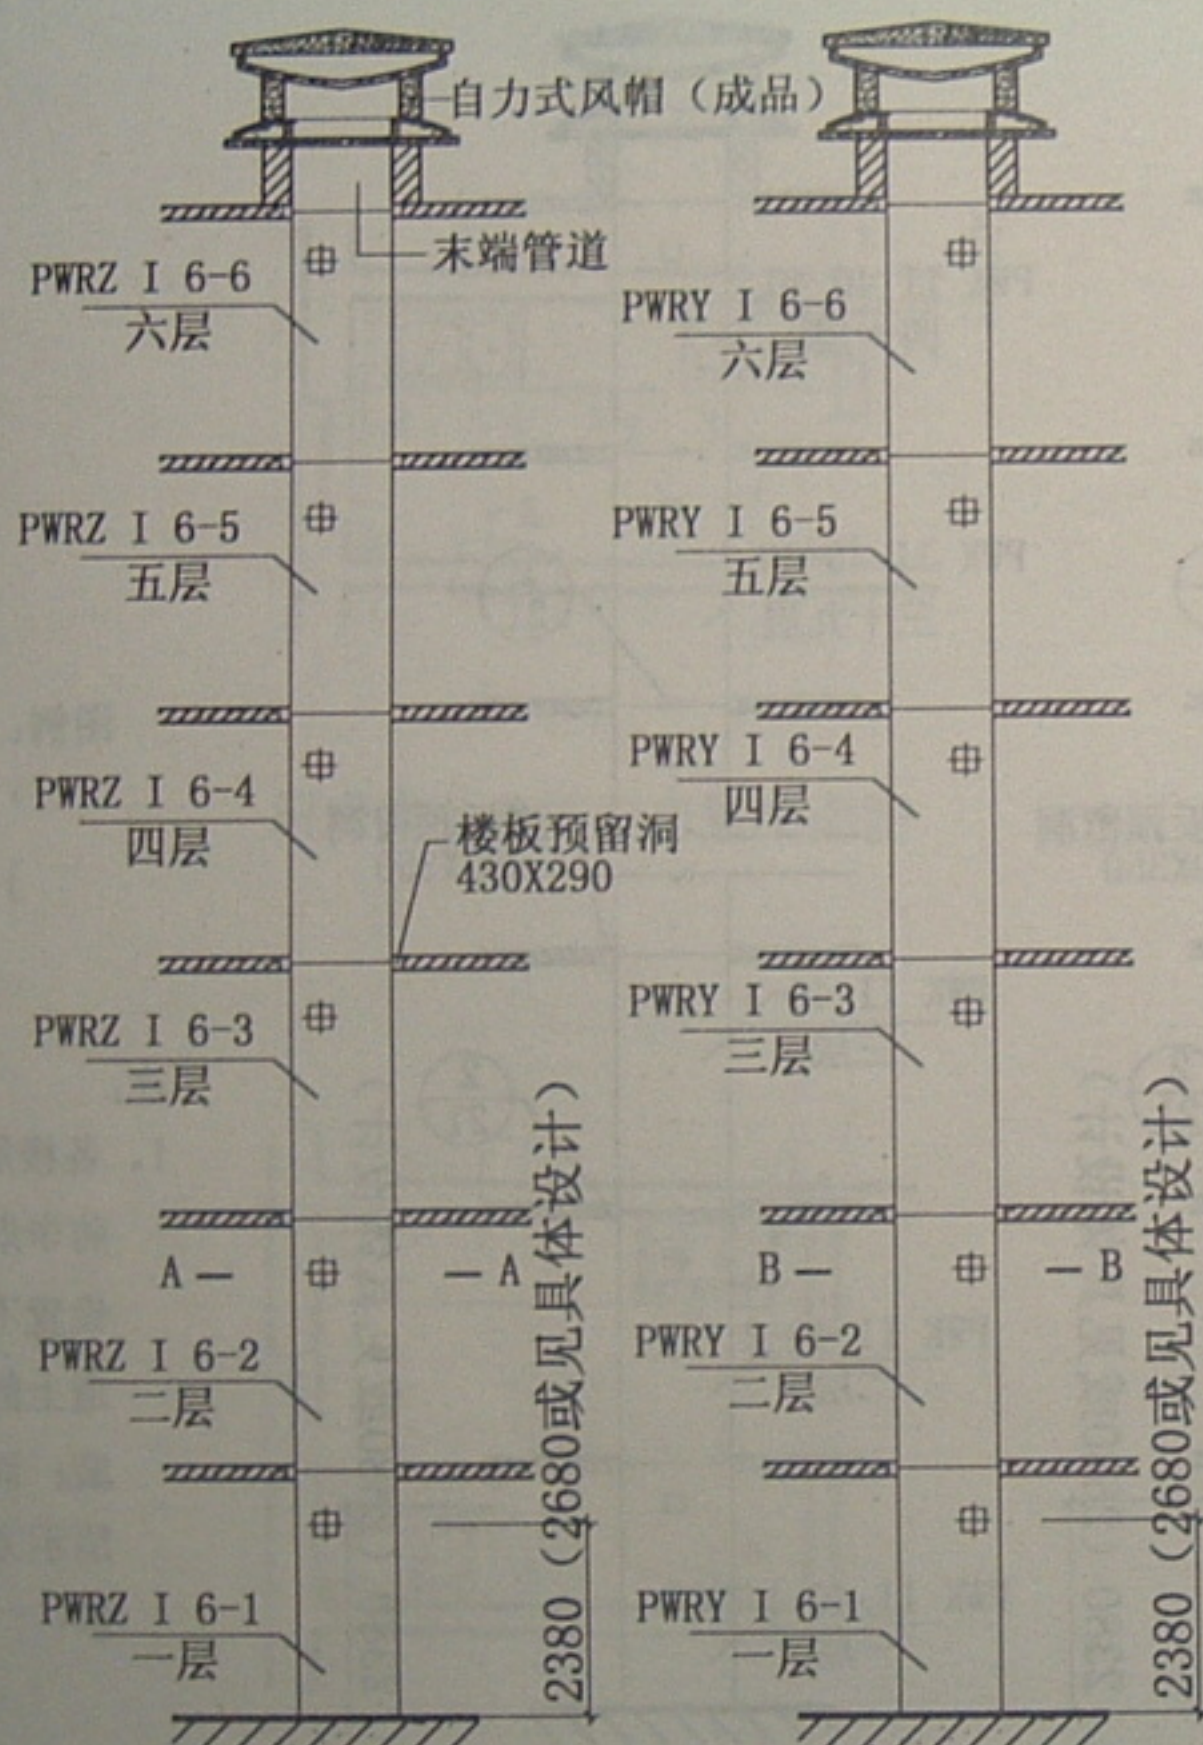 自力式风帽（成品）
末端管道
PWRZ I 6-6
六层
PWRY I 6-6
六层
PWRZ I 6-5
五层
PWRY I 6-5
五层
PWRZ I 6-4
四层
PWRY I 6-4
四层
楼板预留洞
430X290
PWRZ I 6-3
三层
PWRY I 6-3
三层
A
A
B
B
PWRZ I 6-2
二层
PWRY I 6-2
二层
PWRZ I 6-1
一层
PWRY I 6-1
一层
2380（2680或见具体设计）
2380（2680或见具体设计）